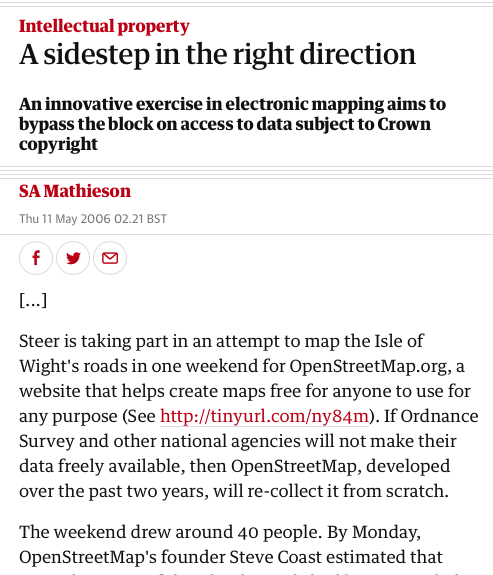 Intellectual property
A sidestep in the right direction
An innovative exercise in electronic mapping aims to
bypass the block on access to data subject to Crown
copyright
SA Mathieson
Thu 11 May 2006 02.21 BST
[...]
Steer is taking part in an attempt to map the Isle of
Wight's roads in one weekend for OpenStreetMap.org, a
website that helps create maps free for anyone to use for
any purpose (See http://tinyurl.com/ny84m). If Ordnance
Survey and other national agencies will not make their
data freely available, then OpenStreetMap, developed
over the past two years, will re-collect it from scratch.
The weekend drew around 40 people. By Monday,
OpenStreetMap's founder Steve Coast estimated that